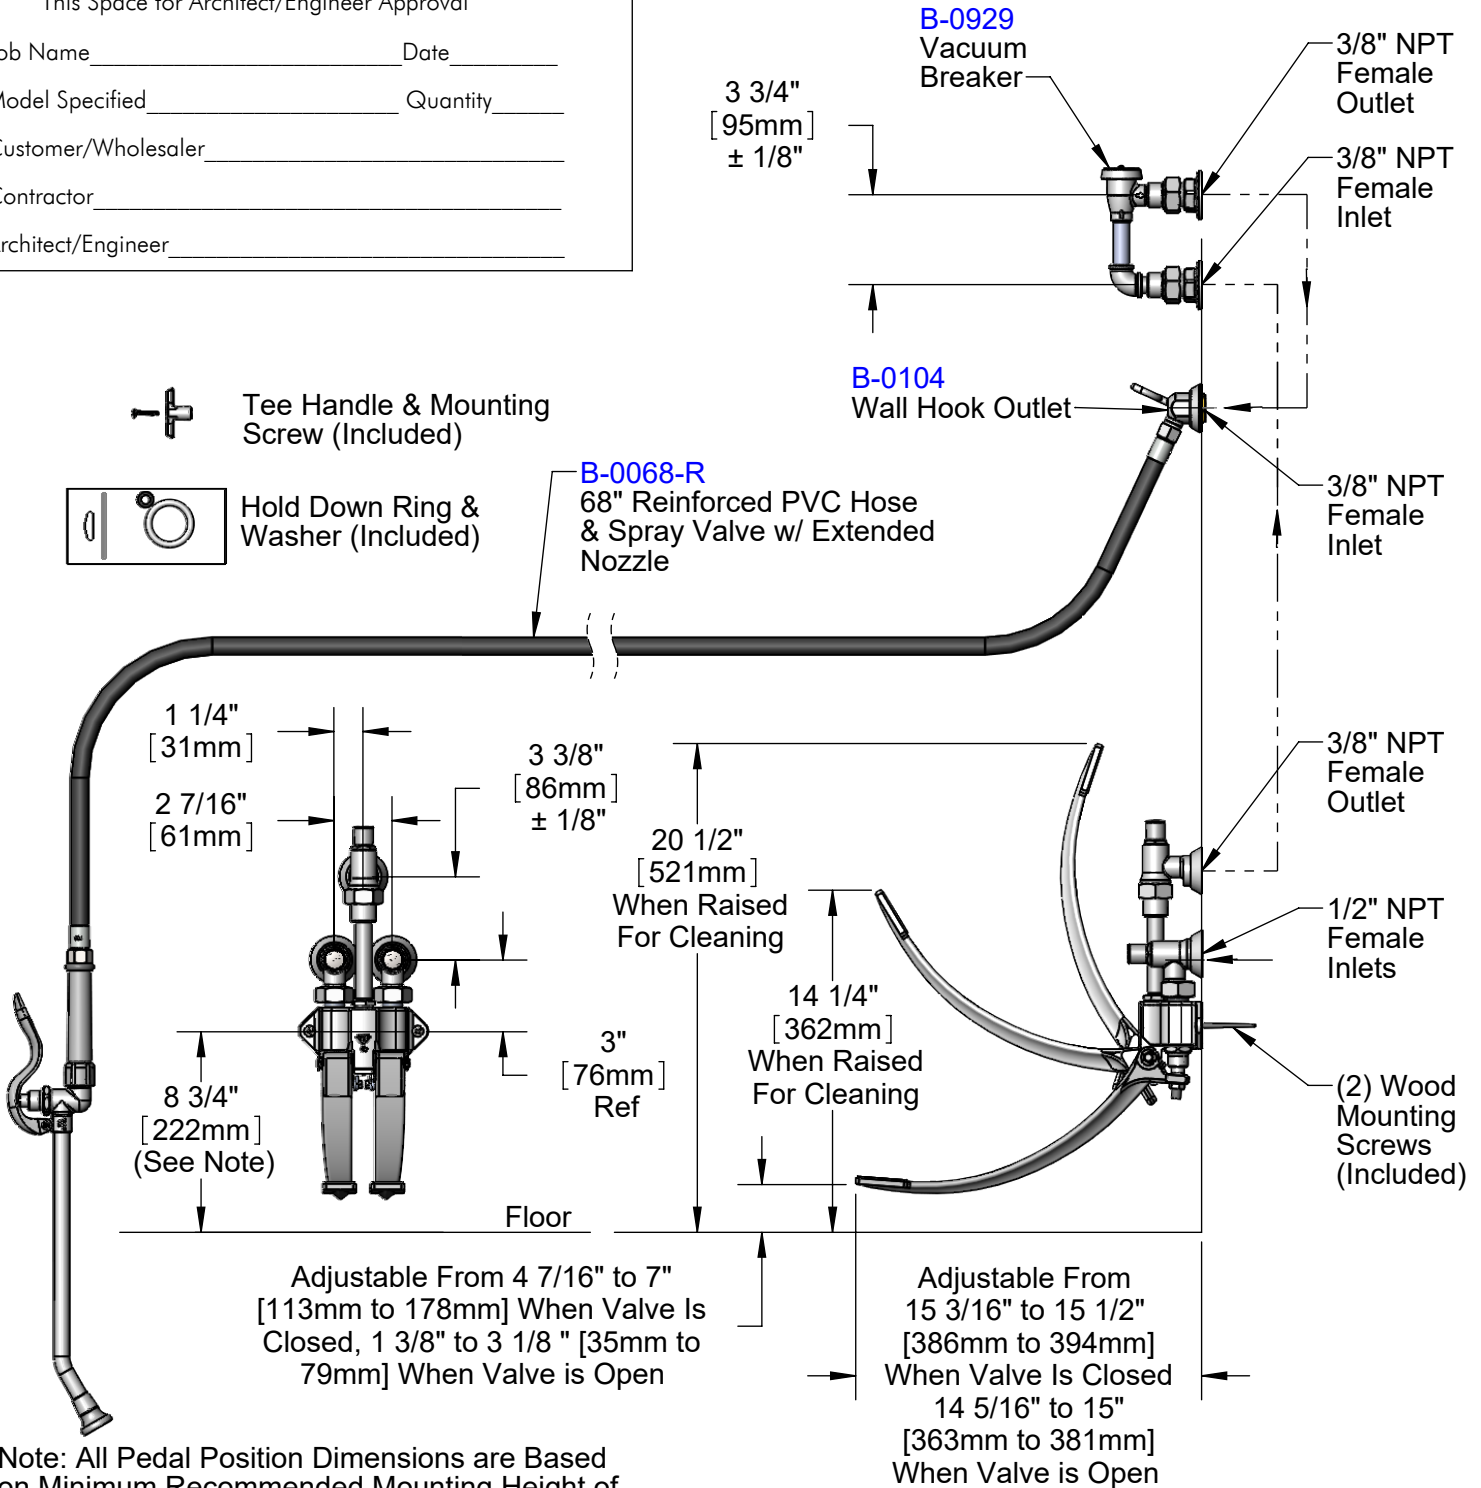 This Space for Architect/Engineer Approval
Job Name Date
Model Specified Quantity
Customer/Wholesaler
Contractor
Architect/Engineer
B-0929
Vacuum
Breaker
3/8" NPT
Female
Outlet
3 3/4"
[95mm]
± 1/8"
3/8" NPT
Female
Inlet
Tee Handle & Mounting
Screw (Included)
B-0104
Wall Hook Outlet
Hold Down Ring &
Washer (Included)
B-0068-R
68" Reinforced PVC Hose
& Spray Valve w/ Extended
Nozzle
3/8" NPT
Female
Inlet
1 1/4"
[31mm]
2 7/16"
[61mm]
3 3/8"
[86mm]
± 1/8"
20 1/2"
[521mm]
When Raised
For Cleaning
3/8" NPT
Female
Outlet
1/2" NPT
Female
Inlets
14 1/4"
[362mm]
When Raised
For Cleaning
3"
[76mm]
Ref
8 3/4"
[222mm]
(See Note)
(2) Wood
Mounting
Screws
(Included)
Floor
Adjustable From 4 7/16" to 7"
[113mm to 178mm] When Valve Is
Closed, 1 3/8" to 3 1/8 " [35mm to
79mm] When Valve is Open
Adjustable From
15 3/16" to 15 1/2"
[386mm to 394mm]
When Valve Is Closed
14 5/16" to 15"
[363mm to 381mm]
When Valve is Open
Note: All Pedal Position Dimensions are Based
on Minimum Recommended Mounting Height of